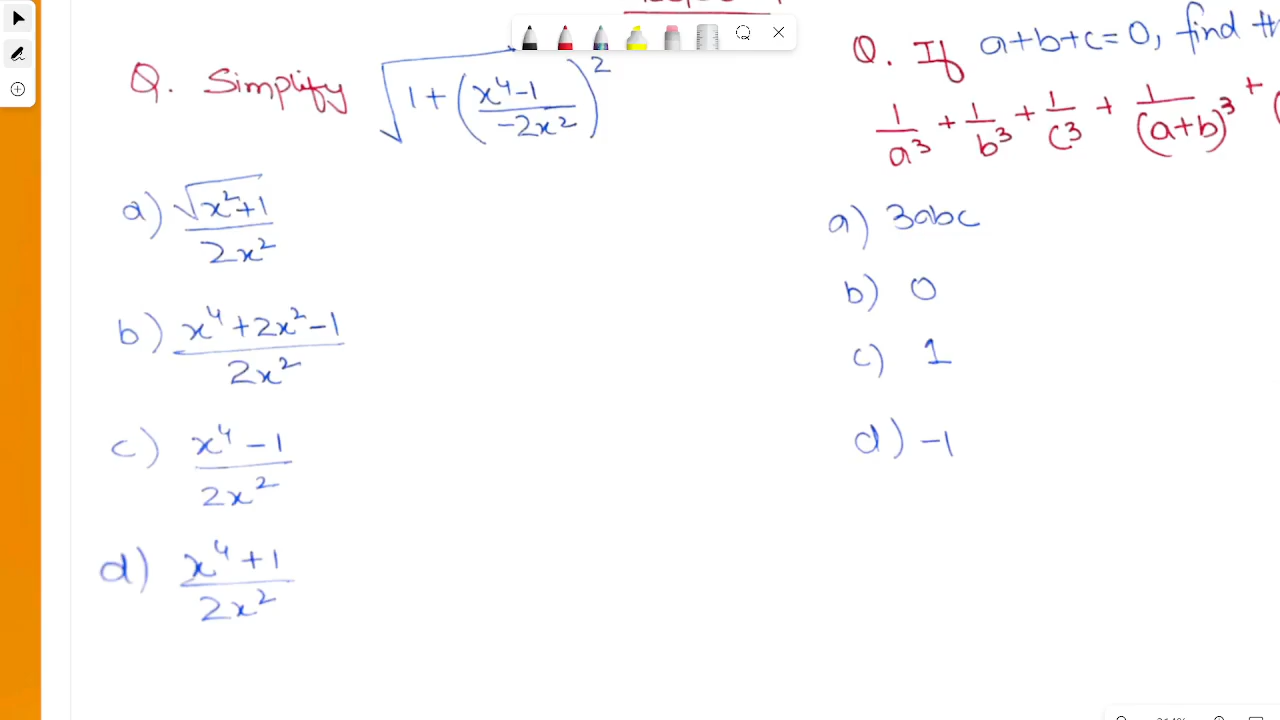 Q. Simplify √(1 + ((x⁴-1)/(-2x²))²)
a) √(x²+1)/(2x²)
b) (x⁴+2x²-1)/(2x²)
c) (x⁴-1)/(2x²)
d) (x⁴+1)/(2x²)
Q. If a+b+c=0, find
1/a³ + 1/b³ + 1/c³ + 1/(a+b)³ + (
a) 3abc
b) 0
c) 1
d) -1